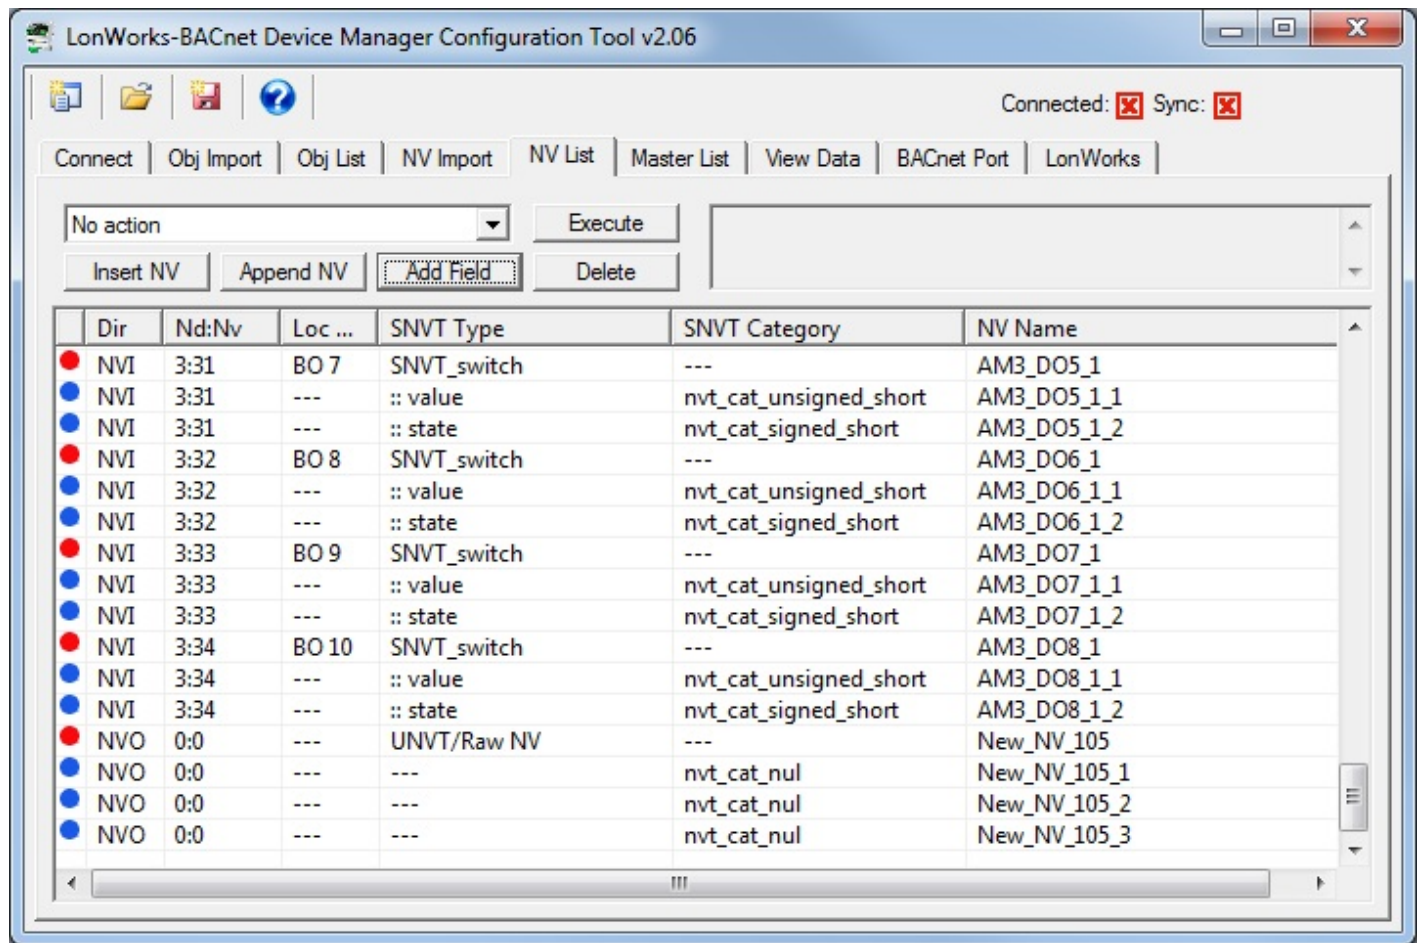 LonWorks-BACnet Device Manager Configuration Tool v2.06
Connected: Sync:
Connect Obj Import Obj List NV Import NV List Master List View Data BACnet Port LonWorks
No action Execute
Insert NV Append NV Add Field Delete
Dir Nd:Nv Loc ... SNVT Type SNVT Category NV Name
NVI 3:31 BO 7 SNVT_switch --- AM3_DO5_1
NVI 3:31 --- :: value nvt_cat_unsigned_short AM3_DO5_1_1
NVI 3:31 --- :: state nvt_cat_signed_short AM3_DO5_1_2
NVI 3:32 BO 8 SNVT_switch --- AM3_DO6_1
NVI 3:32 --- :: value nvt_cat_unsigned_short AM3_DO6_1_1
NVI 3:32 --- :: state nvt_cat_signed_short AM3_DO6_1_2
NVI 3:33 BO 9 SNVT_switch --- AM3_DO7_1
NVI 3:33 --- :: value nvt_cat_unsigned_short AM3_DO7_1_1
NVI 3:33 --- :: state nvt_cat_signed_short AM3_DO7_1_2
NVI 3:34 BO 10 SNVT_switch --- AM3_DO8_1
NVI 3:34 --- :: value nvt_cat_unsigned_short AM3_DO8_1_1
NVI 3:34 --- :: state nvt_cat_signed_short AM3_DO8_1_2
NVO 0:0 --- UNVT/Raw NV --- New_NV_105
NVO 0:0 --- --- nvt_cat_nul New_NV_105_1
NVO 0:0 --- --- nvt_cat_nul New_NV_105_2
NVO 0:0 --- --- nvt_cat_nul New_NV_105_3